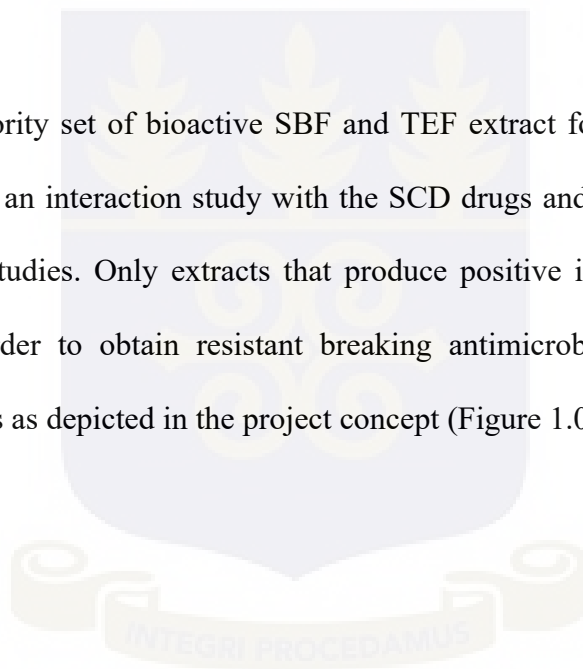 ority set of bioactive SBF and TEF extract fo
an interaction study with the SCD drugs and
tudies. Only extracts that produce positive i
der to obtain resistant breaking antimicrob
s as depicted in the project concept (Figure 1.0
INTEGRI PROCEDAMUS